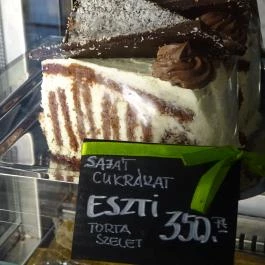 SAJÁT
CUKRÁSZAT
ESZTI
TORTA
SZELET
350.-Ft